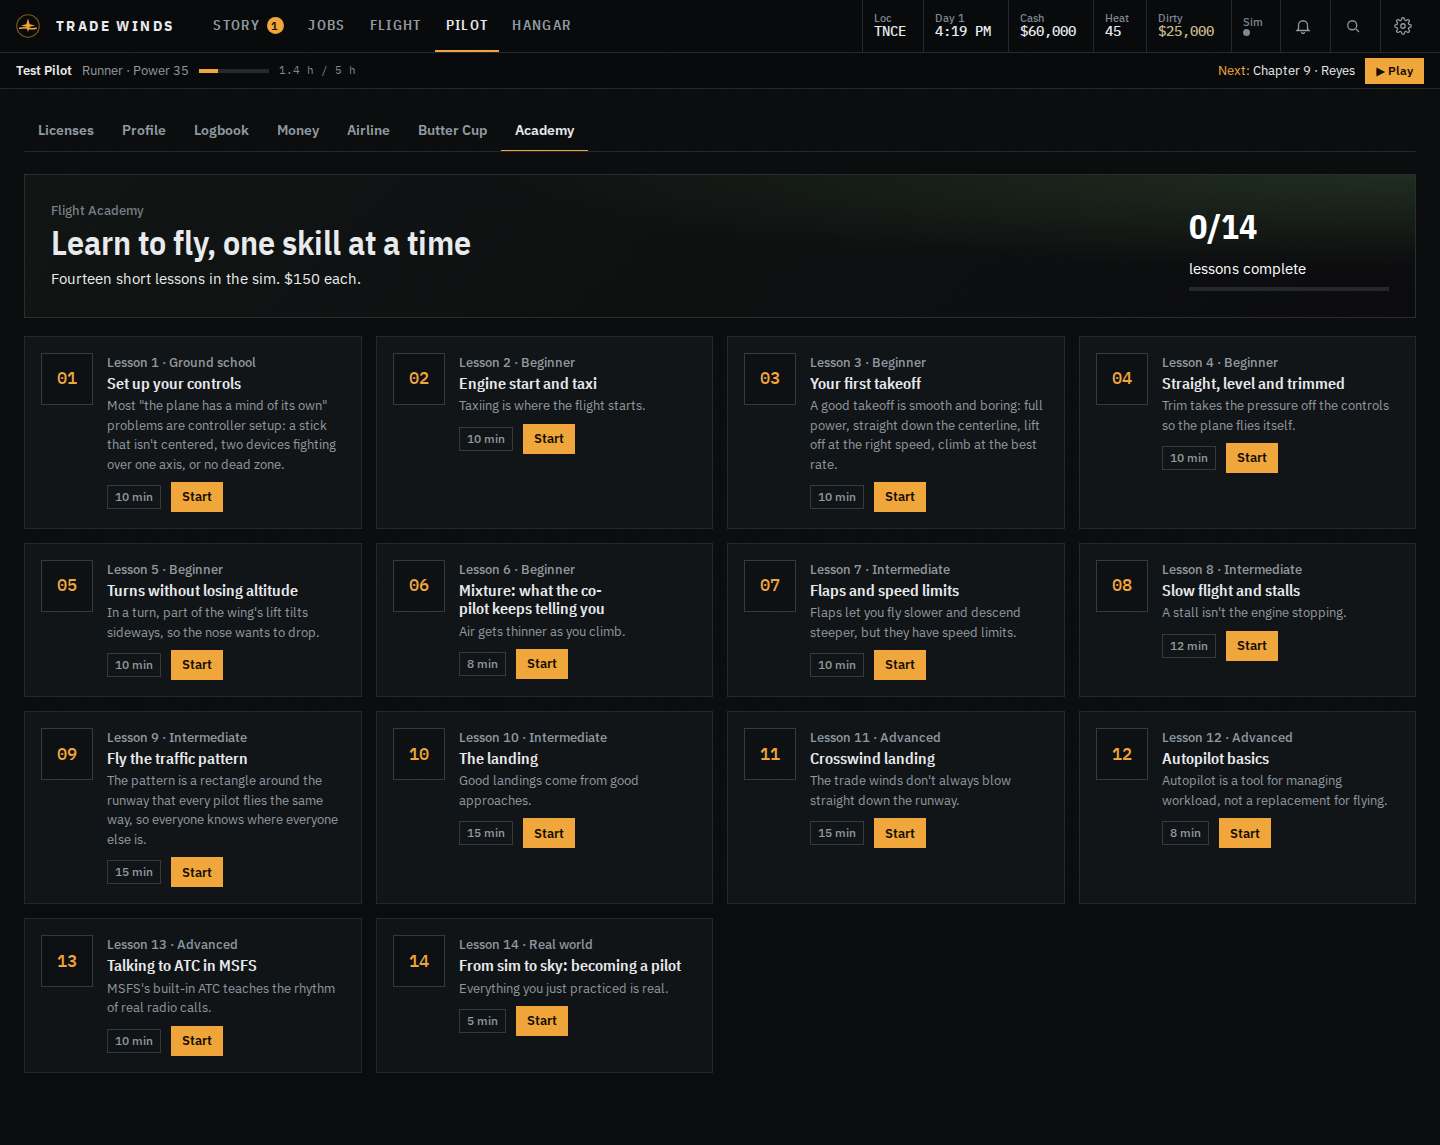 TRADE WINDS
STORY 1 JOBS FLIGHT PILOT HANGAR
Loc TNCE
Day 1 4:19 PM
Cash $60,000
Heat 45
Dirty $25,000
Sim
Test Pilot Runner · Power 35 1.4 h / 5 h
Next: Chapter 9 · Reyes ▶ Play
Licenses Profile Logbook Money Airline Butter Cup Academy
Flight Academy
Learn to fly, one skill at a time
Fourteen short lessons in the sim. $150 each.
0/14
lessons complete
01
Lesson 1 · Ground school
Set up your controls
Most "the plane has a mind of its own"
problems are controller setup: a stick
that isn't centered, two devices fighting
over one axis, or no dead zone.
10 min Start
02
Lesson 2 · Beginner
Engine start and taxi
Taxiing is where the flight starts.
10 min Start
03
Lesson 3 · Beginner
Your first takeoff
A good takeoff is smooth and boring: full
power, straight down the centerline, lift
off at the right speed, climb at the best
rate.
10 min Start
04
Lesson 4 · Beginner
Straight, level and trimmed
Trim takes the pressure off the controls
so the plane flies itself.
10 min Start
05
Lesson 5 · Beginner
Turns without losing altitude
In a turn, part of the wing's lift tilts
sideways, so the nose wants to drop.
10 min Start
06
Lesson 6 · Beginner
Mixture: what the co-
pilot keeps telling you
Air gets thinner as you climb.
8 min Start
07
Lesson 7 · Intermediate
Flaps and speed limits
Flaps let you fly slower and descend
steeper, but they have speed limits.
10 min Start
08
Lesson 8 · Intermediate
Slow flight and stalls
A stall isn't the engine stopping.
12 min Start
09
Lesson 9 · Intermediate
Fly the traffic pattern
The pattern is a rectangle around the
runway that every pilot flies the same
way, so everyone knows where everyone
else is.
15 min Start
10
Lesson 10 · Intermediate
The landing
Good landings come from good
approaches.
15 min Start
11
Lesson 11 · Advanced
Crosswind landing
The trade winds don't always blow
straight down the runway.
15 min Start
12
Lesson 12 · Advanced
Autopilot basics
Autopilot is a tool for managing
workload, not a replacement for flying.
8 min Start
13
Lesson 13 · Advanced
Talking to ATC in MSFS
MSFS's built-in ATC teaches the rhythm
of real radio calls.
10 min Start
14
Lesson 14 · Real world
From sim to sky: becoming a pilot
Everything you just practiced is real.
5 min Start